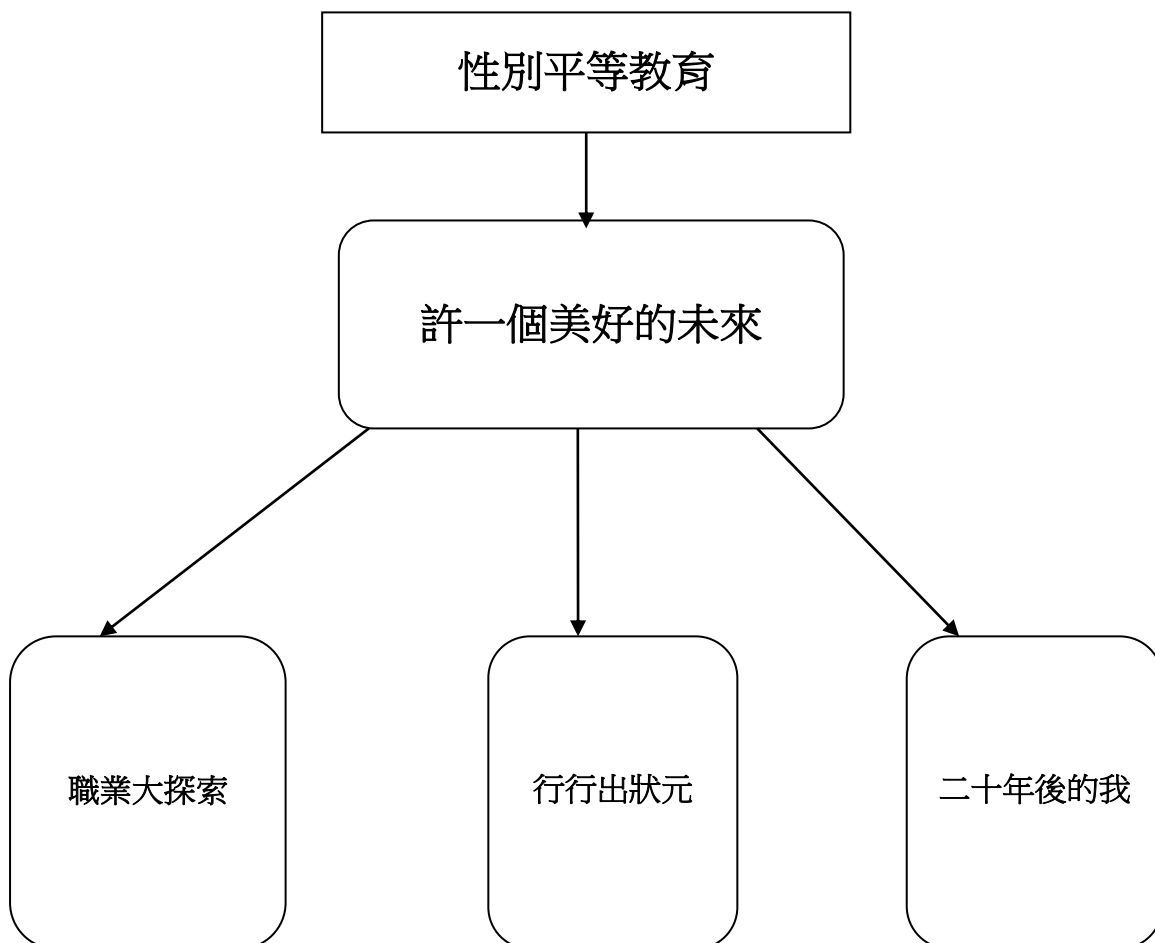 性別平等教育
許一個美好的未來
職業大探索
行行出狀元
二十年後的我